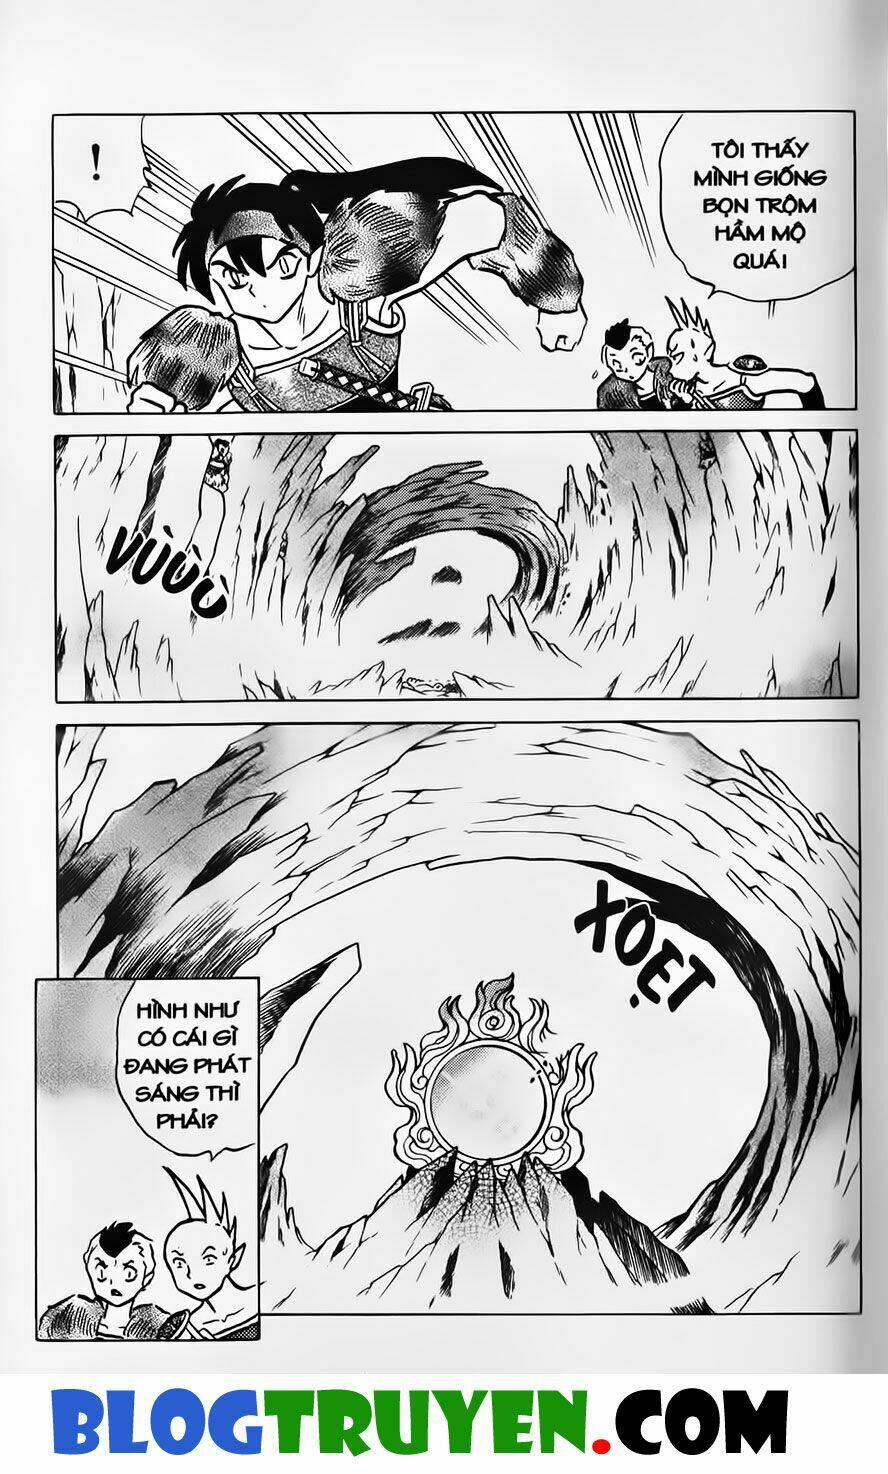 TÔI THẤY
MÌNH GIỐNG
BỌN TRỘM
HẦM MỘ
QUÁ!
!
VÙÙÙ
XOẸT
HÌNH NHƯ
CÓ CÁI GÌ
ĐANG PHÁT
SÁNG THÌ
PHẢI?
BLOGTRUYEN.COM